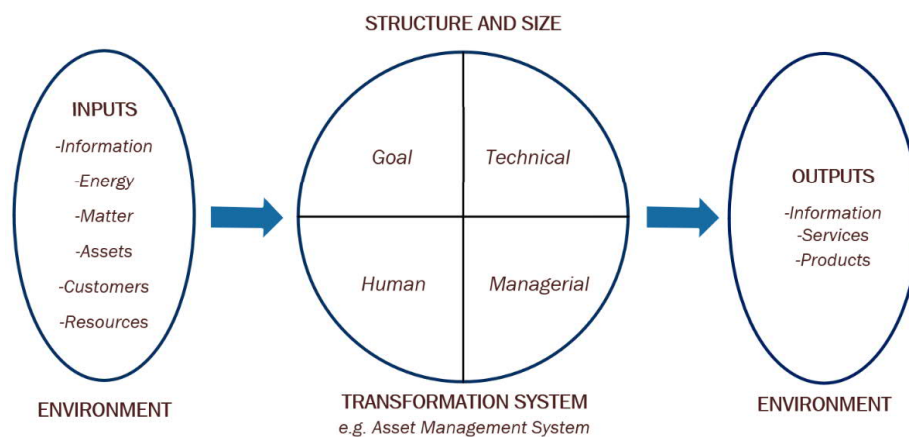 STRUCTURE AND SIZE
INPUTS
-Information
-Energy
-Matter
-Assets
-Customers
-Resources
ENVIRONMENT
Goal
Technical
Human
Managerial
TRANSFORMATION SYSTEM
e.g. Asset Management System
OUTPUTS
-Information
-Services
-Products
ENVIRONMENT